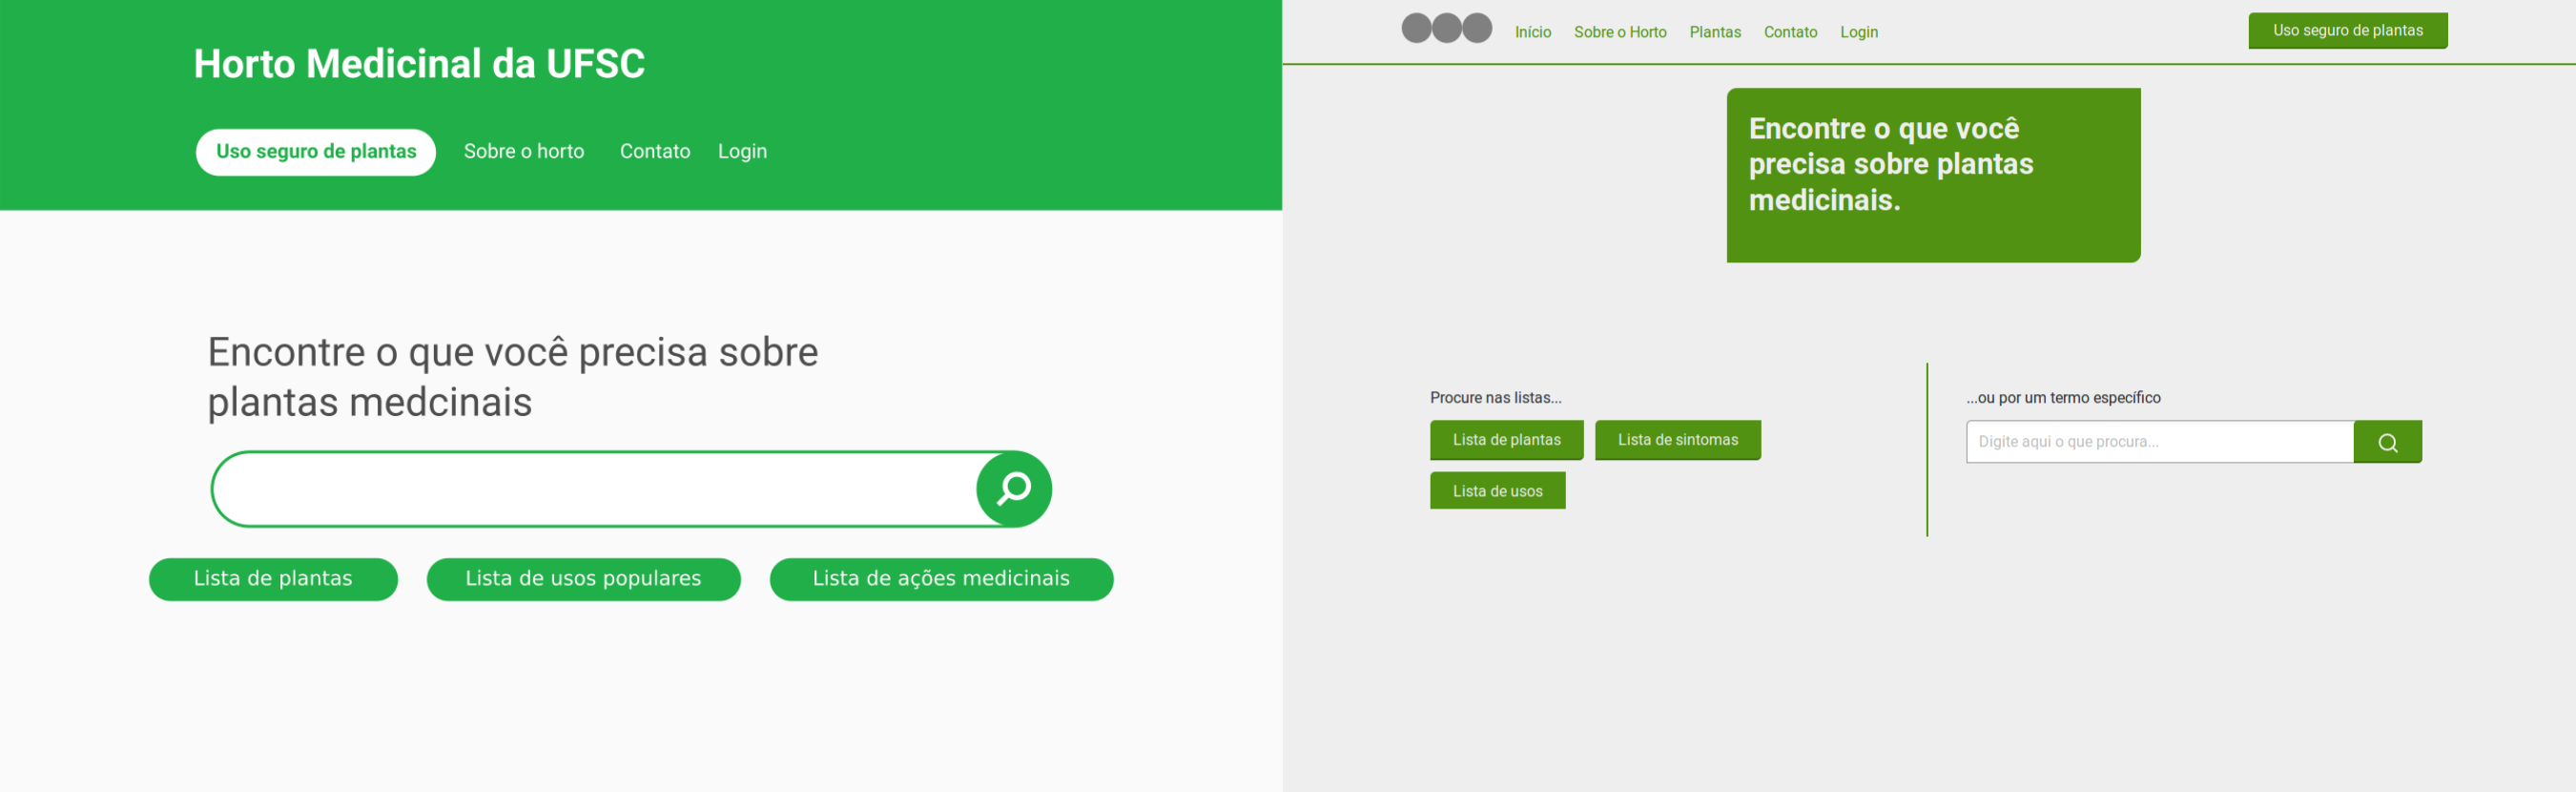 Horto Medicinal da UFSC
Uso seguro de plantas Sobre o horto Contato Login
Encontre o que você precisa sobre
plantas medcinais
Lista de plantas Lista de usos populares Lista de ações medicinais
Início Sobre o Horto Plantas Contato Login Uso seguro de plantas
Encontre o que você
precisa sobre plantas
medicinais.
Procure nas listas...
Lista de plantas Lista de sintomas
Lista de usos
...ou por um termo específico
Digite aqui o que procura...